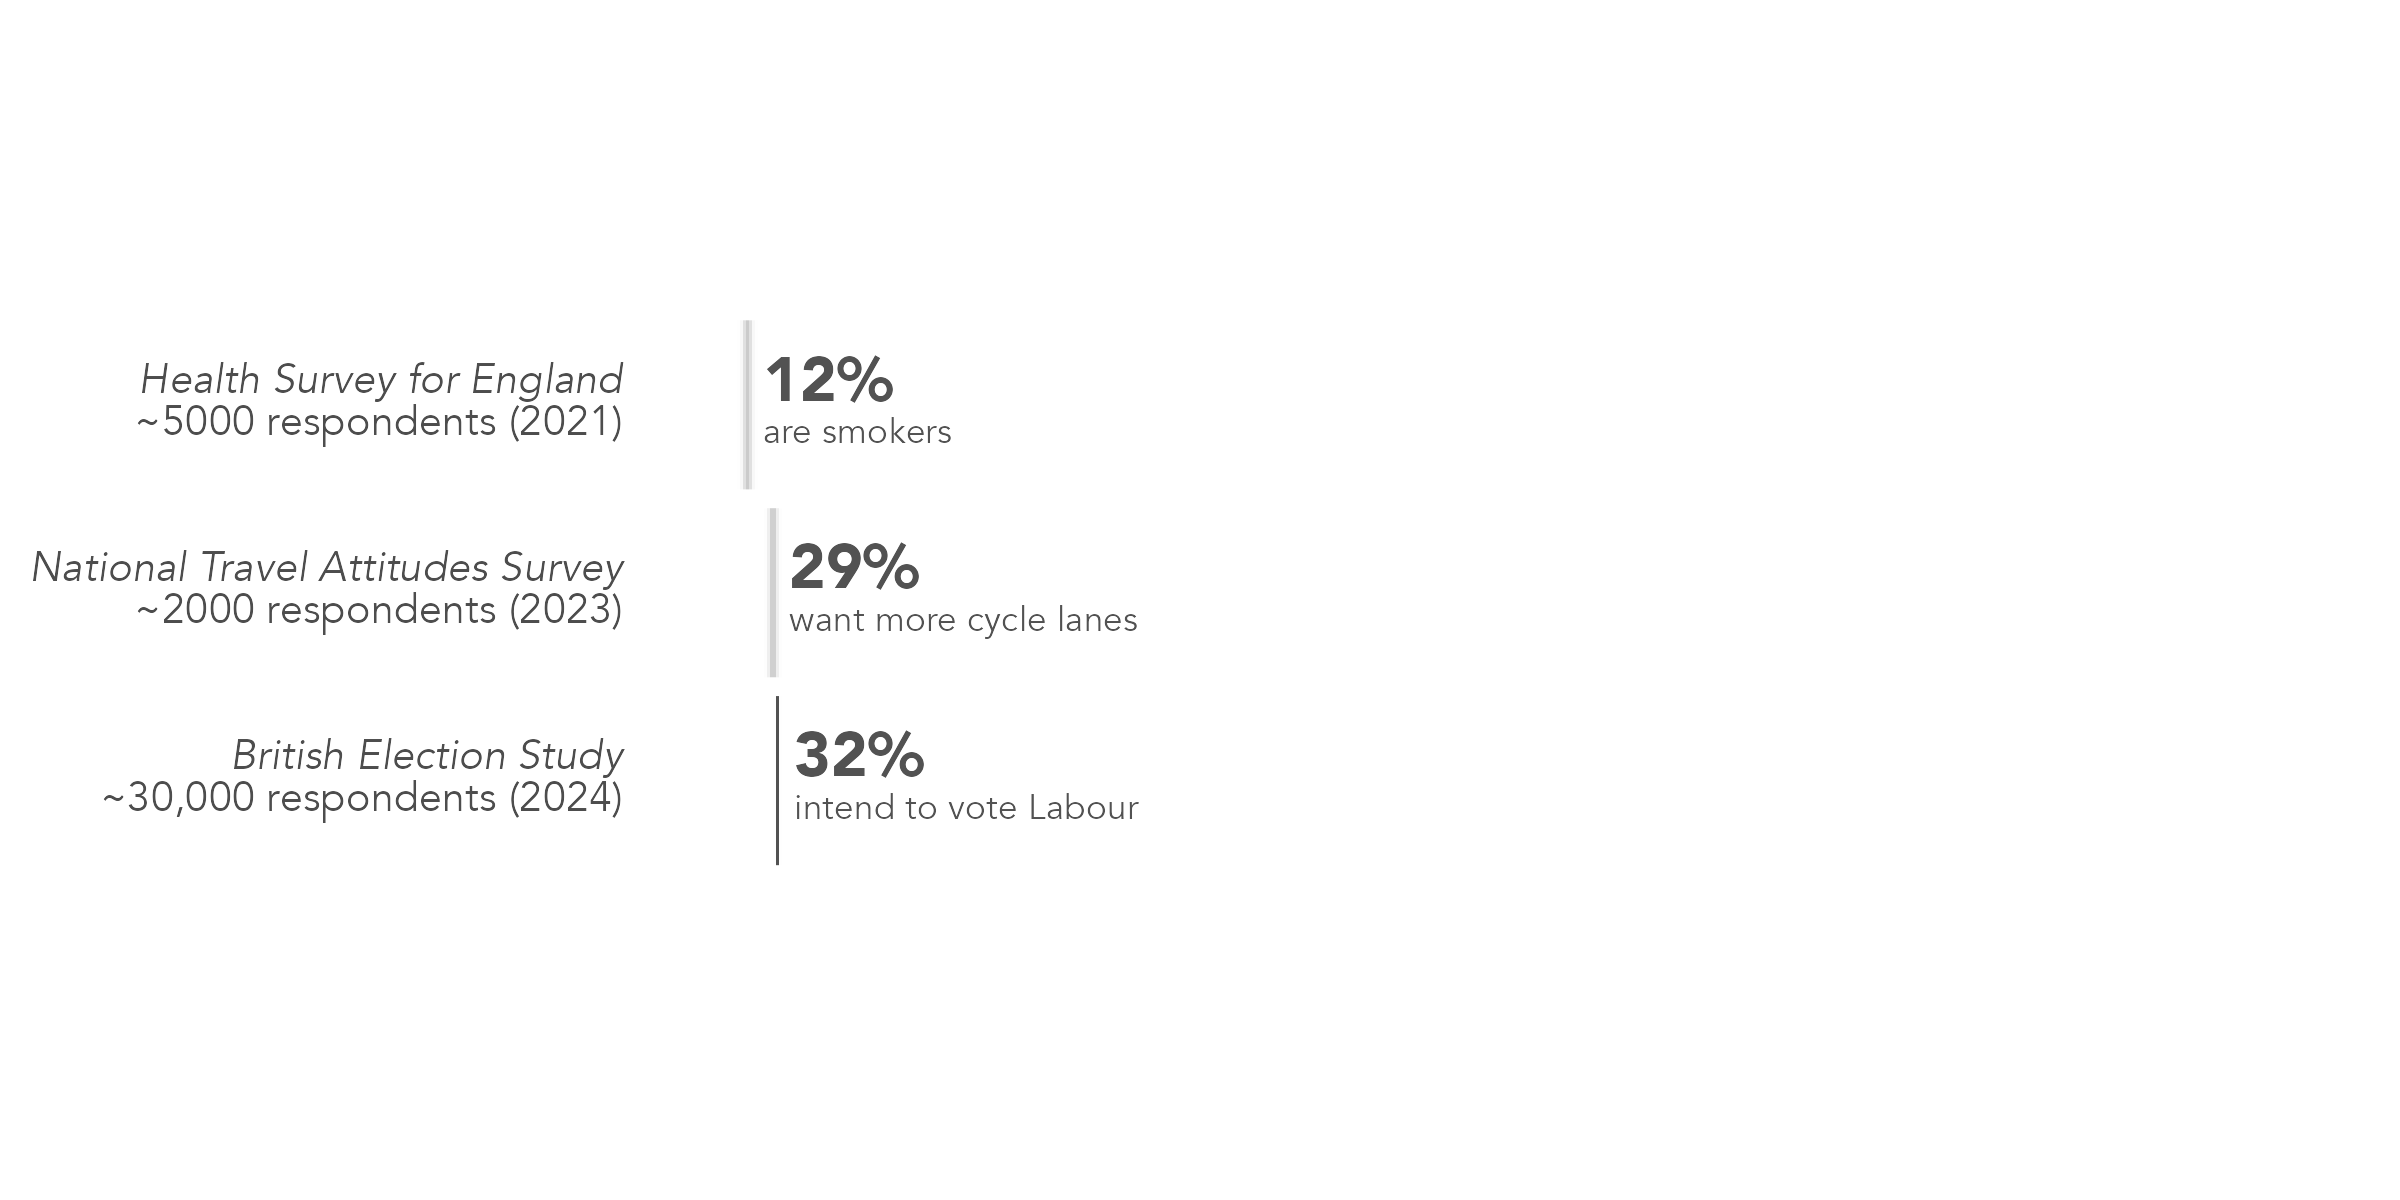 Health Survey for England
~5000 respondents (2021)
12%
are smokers
National Travel Attitudes Survey
~2000 respondents (2023)
29%
want more cycle lanes
British Election Study
~30,000 respondents (2024)
32%
intend to vote Labour